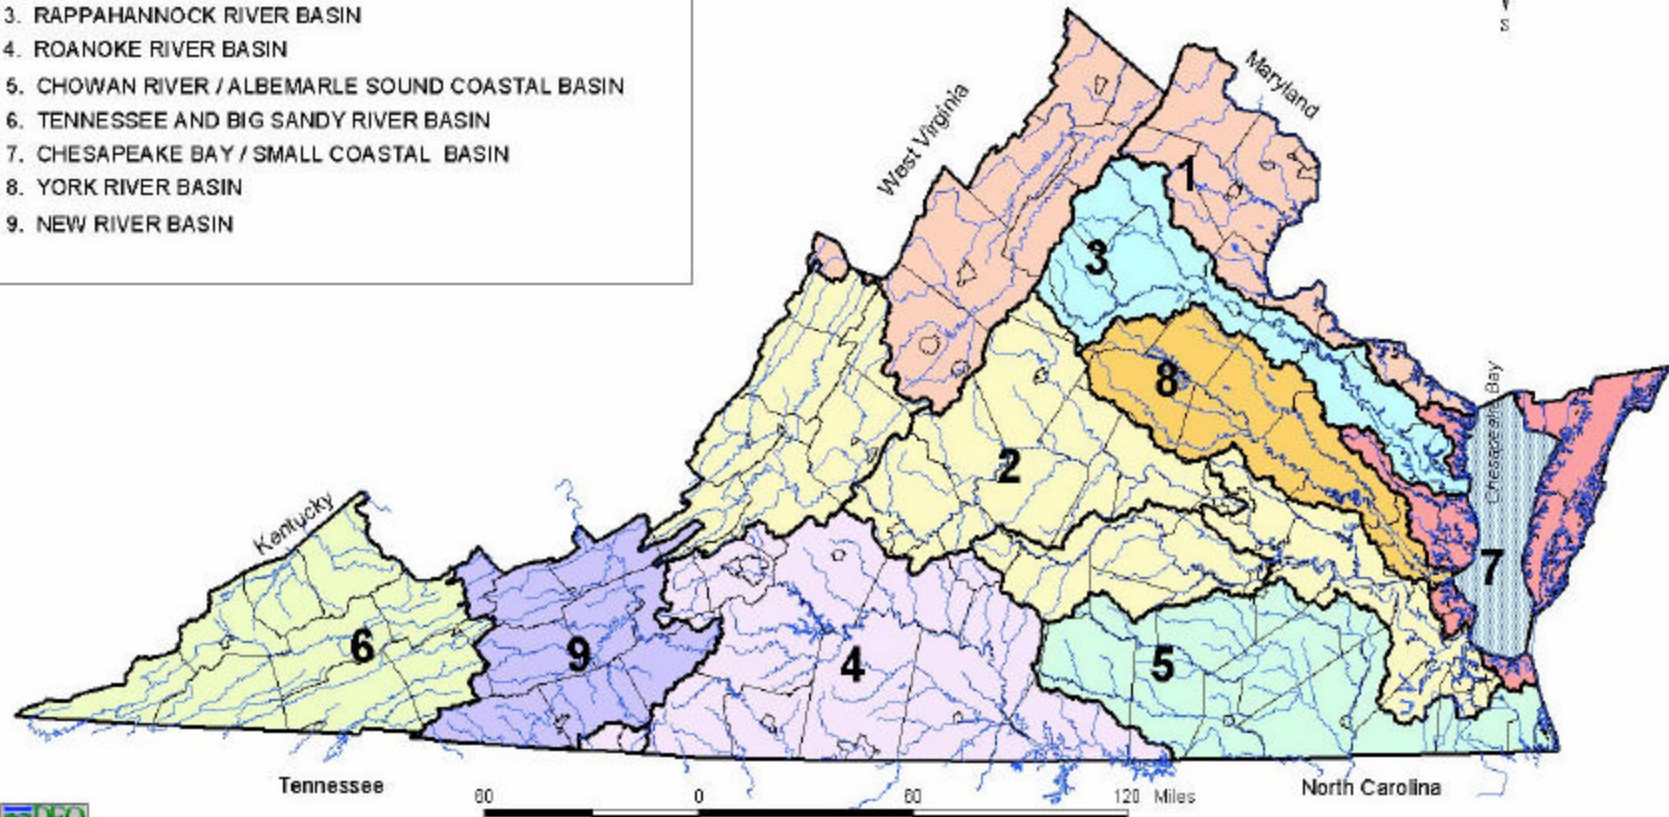 3. RAPPAHANNOCK RIVER BASIN
4. ROANOKE RIVER BASIN
5. CHOWAN RIVER / ALBEMARLE SOUND COASTAL BASIN
6. TENNESSEE AND BIG SANDY RIVER BASIN
7. CHESAPEAKE BAY / SMALL COASTAL BASIN
8. YORK RIVER BASIN
9. NEW RIVER BASIN
S
Maryland
West Virginia
1
3
8
Chesapeake Bay
2
Kentucky
7
6
9
4
5
Tennessee
North Carolina
60 0 60 120 Miles
DEQ